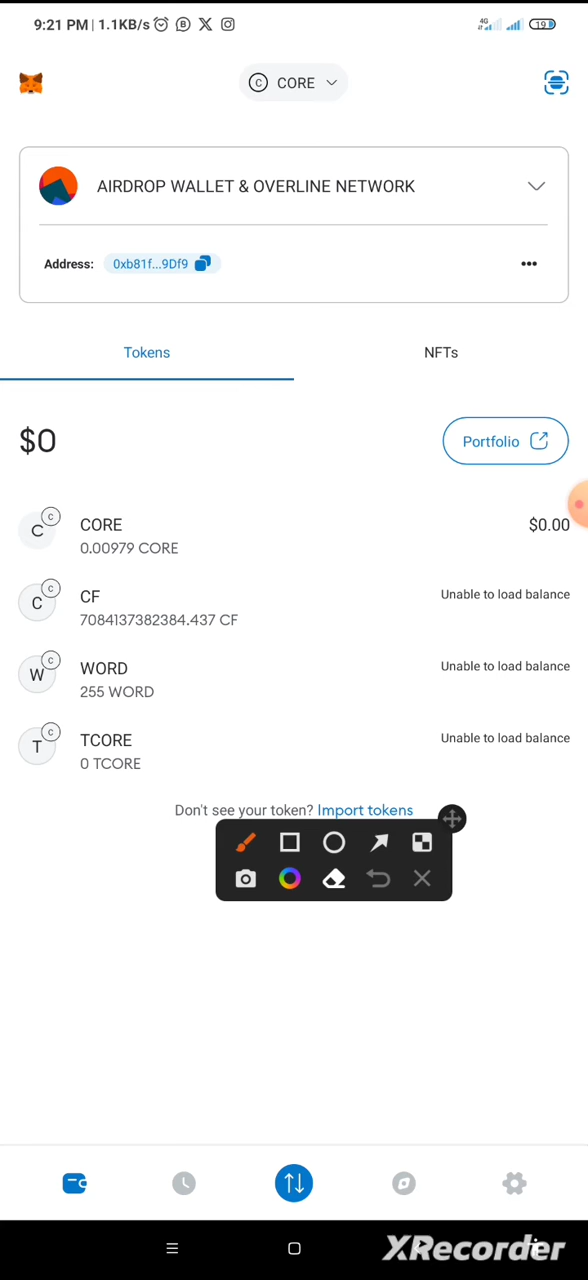 9:21 PM | 1.1KB/s
4G
19
C CORE
AIRDROP WALLET & OVERLINE NETWORK
Address: 0xb81f...9Df9
Tokens NFTs
$0 Portfolio
C C CORE $0.00
0.00979 CORE
C C CF Unable to load balance
7084137382384.437 CF
W C WORD Unable to load balance
255 WORD
T C TCORE Unable to load balance
0 TCORE
Don't see your token? Import tokens
XRecorder